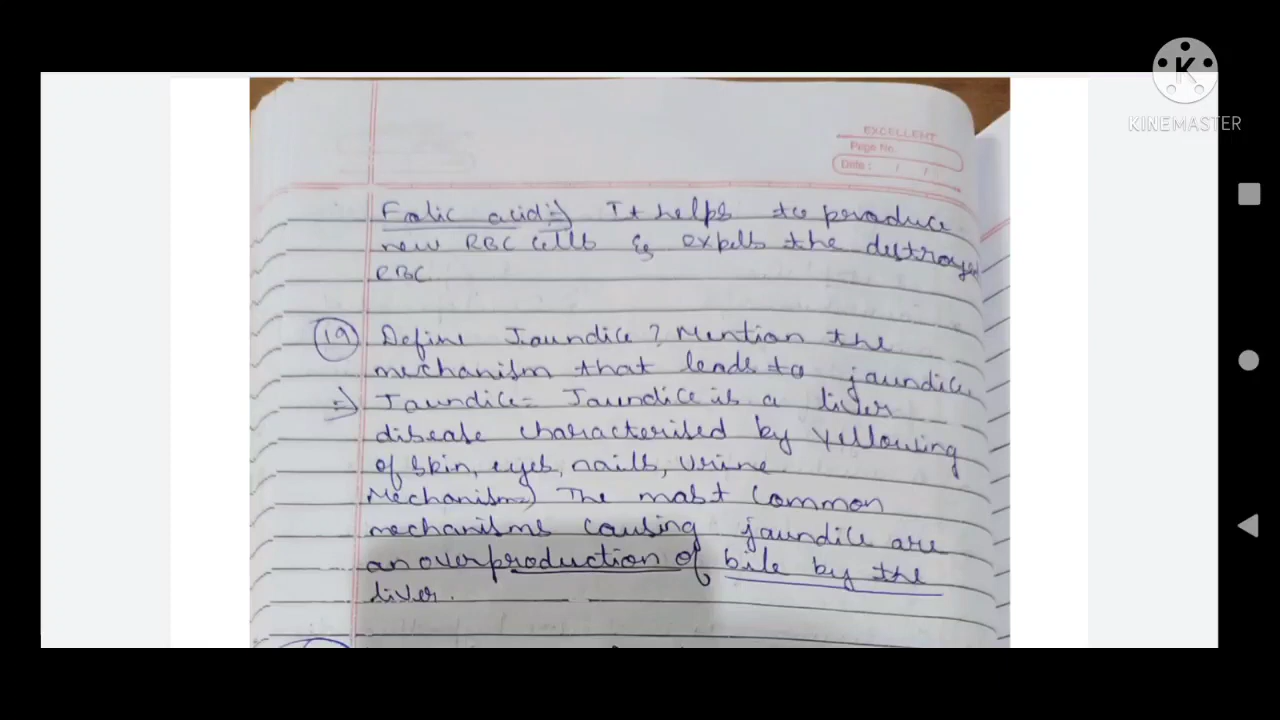 KINEMASTER
EXCELLENT
Page No.
Date : / /
Folic acid⇒ It helps to produce
new RBC cells & expells the destroyed
RBC
19 Define Jaundice? Mention the
mechanism that leads to jaundice.
⇒ Jaundice= Jaundice is a liver
disease characterised by yellowing
of skin, eyes, nails, urine
Mechanism⇒ The most common
mechanisms causing jaundice are
an overproduction of bile by the
liver.